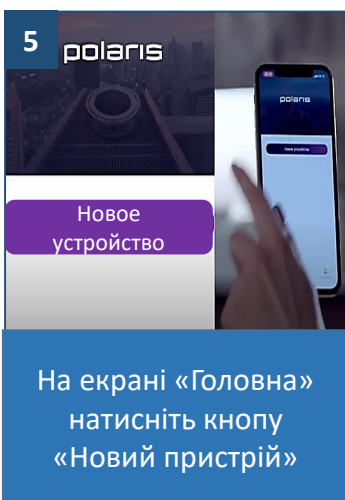 5
polaris
Новое
устройство
polaris
На екрані «Головна»
натисніть кнопу
«Новий пристрій»